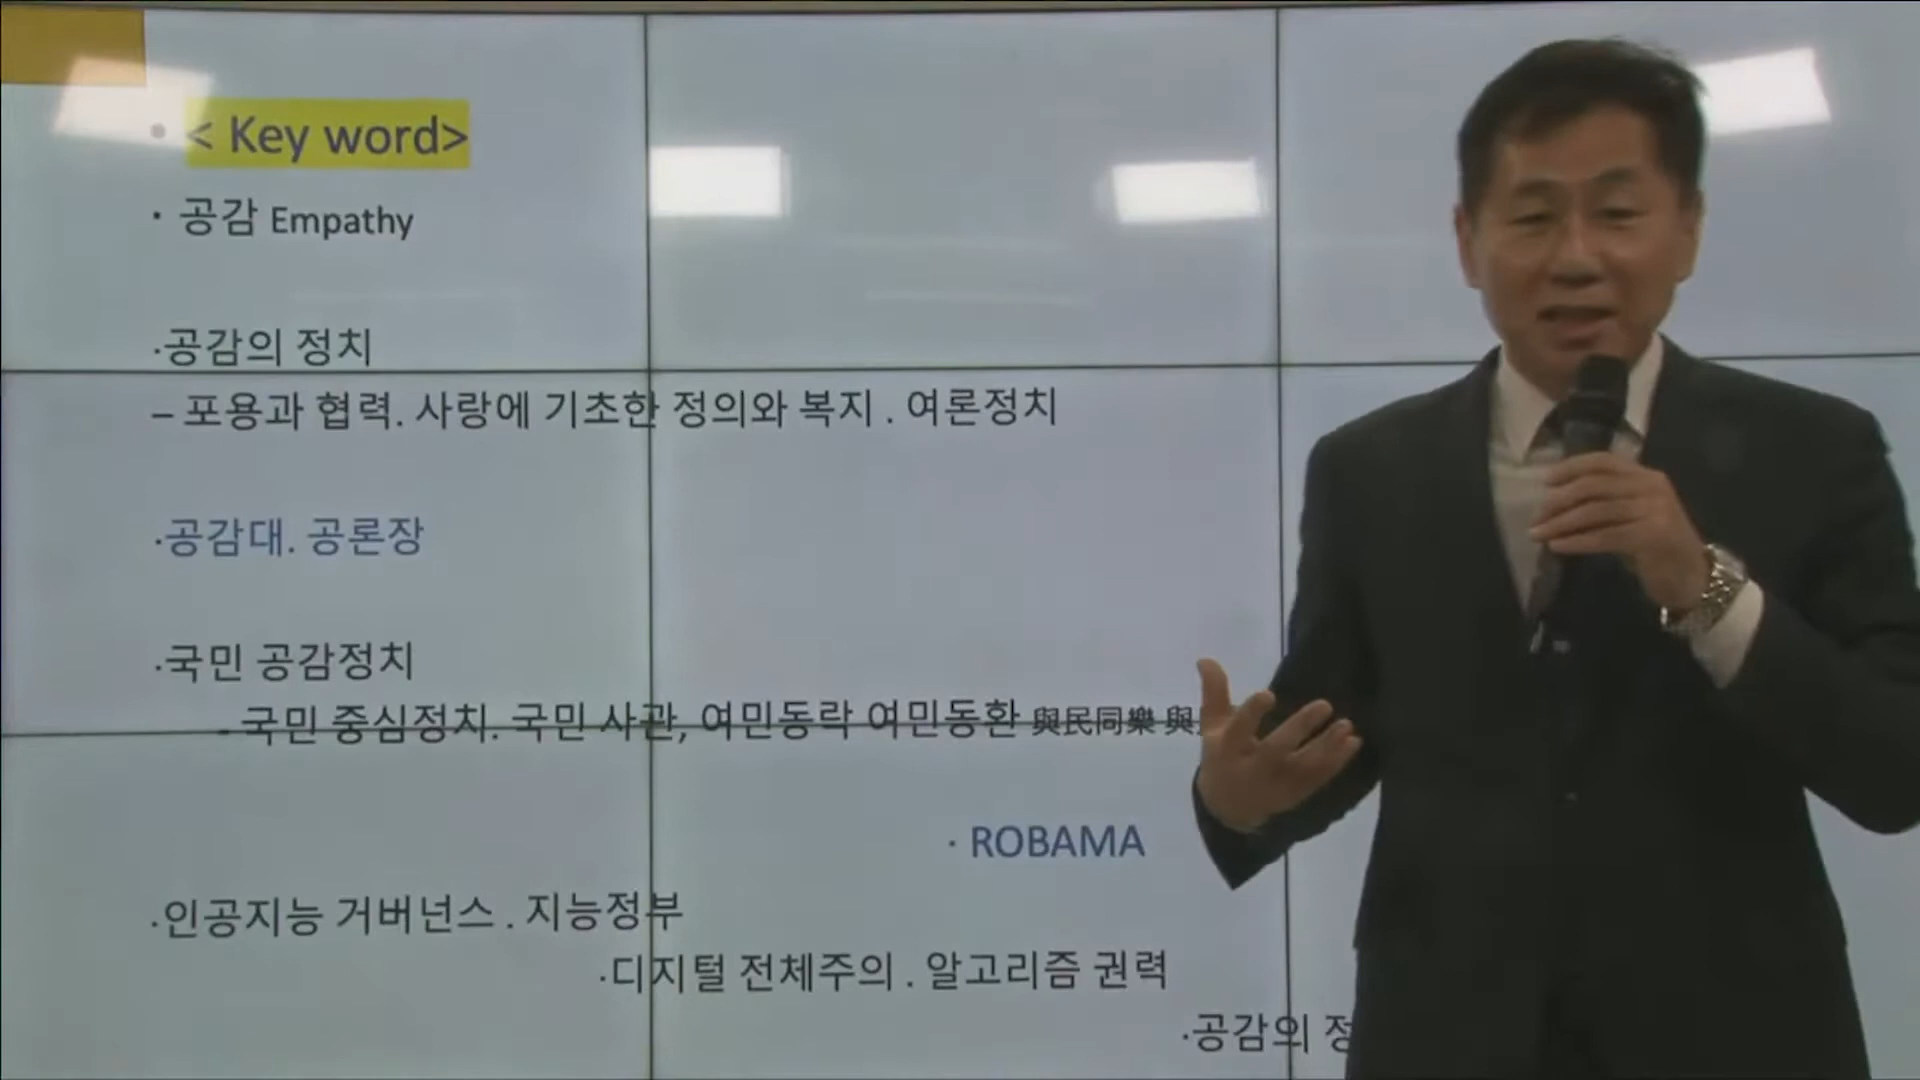 • < Key word>
• 공감 Empathy
·공감의 정치
– 포용과 협력. 사랑에 기초한 정의와 복지 . 여론정치
·공감대. 공론장
·국민 공감정치
- 국민 중심정치. 국민 사관, 여민동락 여민동환 與民同樂 與
· ROBAMA
·인공지능 거버넌스 . 지능정부
·디지털 전체주의 . 알고리즘 권력
·공감의 정